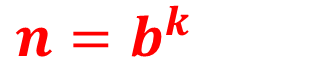 n = b^k